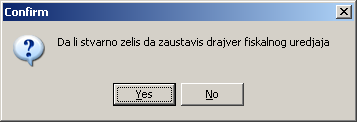 Confirm
Da li stvarno zelis da zaustavis drajver fiskalnog uredjaja
Yes No